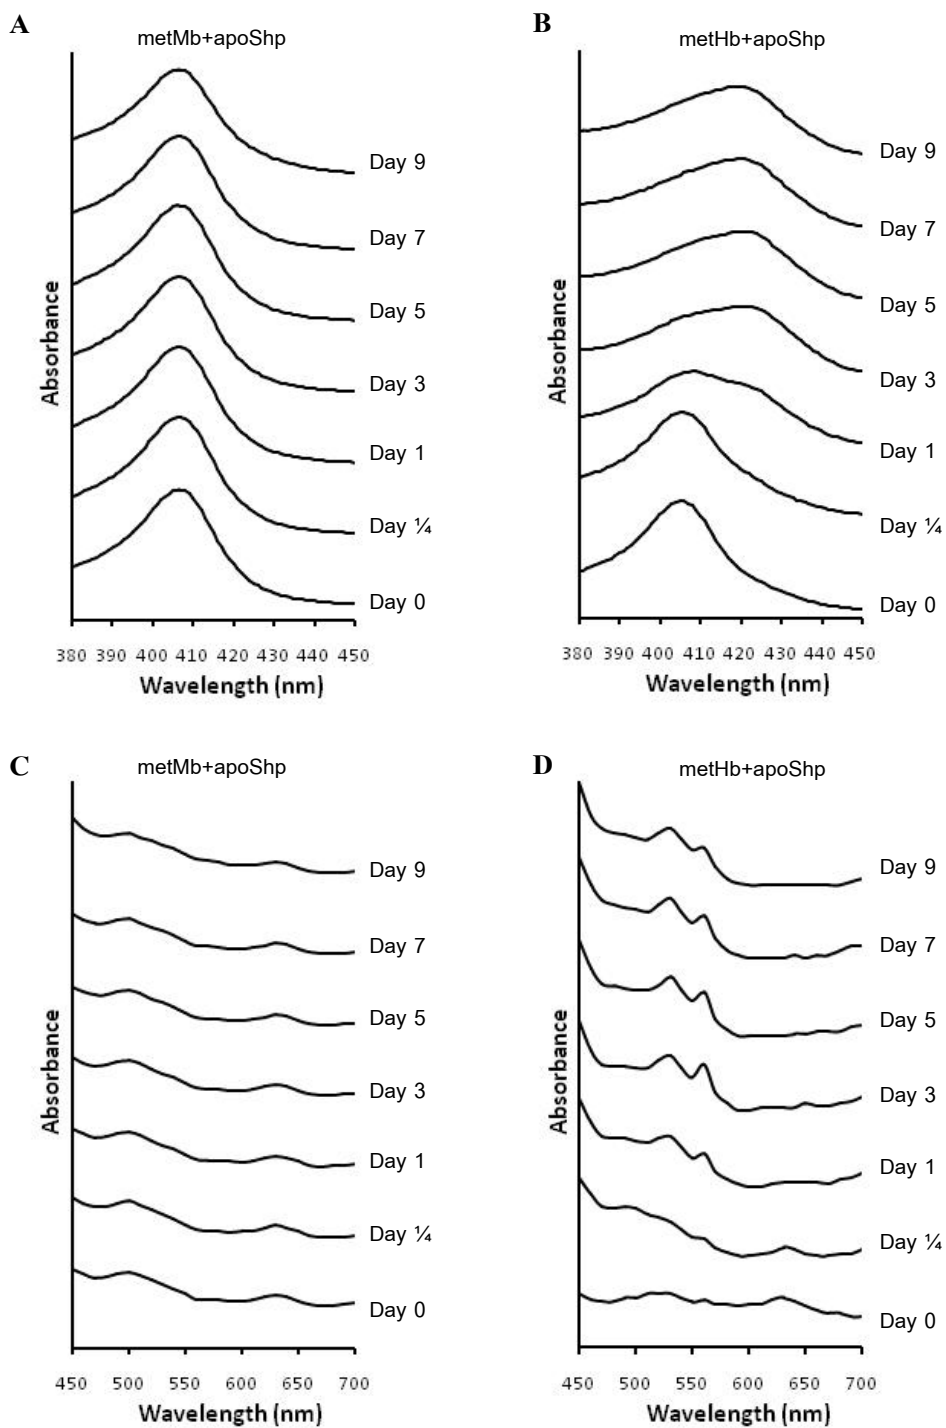 A
metMb+apoShp
Absorbance
Day 9
Day 7
Day 5
Day 3
Day 1
Day ¼
Day 0
380 390 400 410 420 430 440 450
Wavelength (nm)
B
metHb+apoShp
Absorbance
Day 9
Day 7
Day 5
Day 3
Day 1
Day ¼
Day 0
380 390 400 410 420 430 440 450
Wavelength (nm)
C
metMb+apoShp
Absorbance
Day 9
Day 7
Day 5
Day 3
Day 1
Day ¼
Day 0
450 500 550 600 650 700
Wavelength (nm)
D
metHb+apoShp
Absorbance
Day 9
Day 7
Day 5
Day 3
Day 1
Day ¼
Day 0
450 500 550 600 650 700
Wavelength (nm)